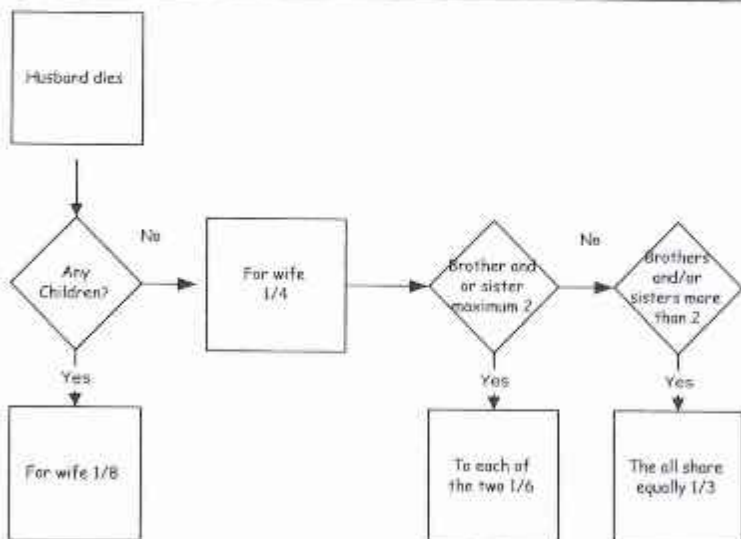 Husband dies
Any
Children?
No
Yes
For wife 1/8
For wife
1/4
Brother and
or sister
maximum 2
No
Yes
To each of
the two 1/6
Brothers
and/or
sisters more
than 2
Yes
The all share
equally 1/3